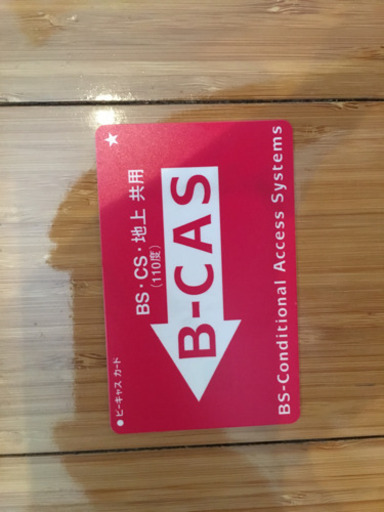 ● ビーキャス カード
★
BS・CS・地上 共用
(110度)
B-CAS
BS-Conditional Access Systems